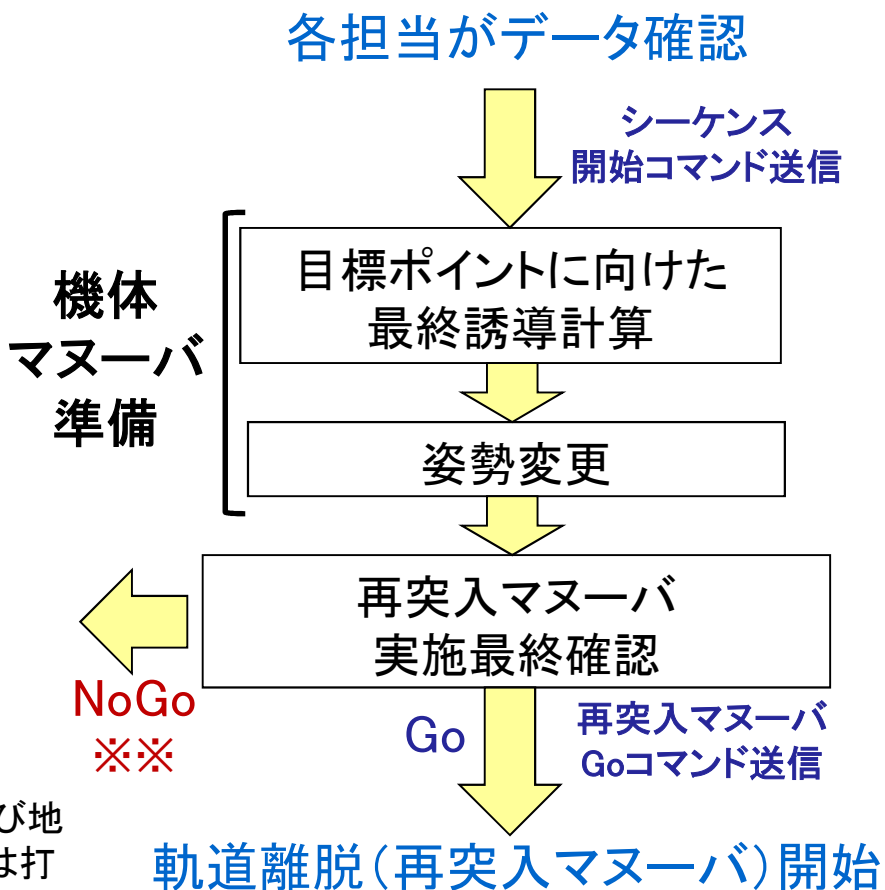 各担当がデータ確認
シーケンス
開始コマンド送信
機体
マヌーバ
準備
目標ポイントに向けた
最終誘導計算
姿勢変更
再突入マヌーバ
実施最終確認
NoGo
※※
Go
再突入マヌーバ
Goコマンド送信
び地
は打
軌道離脱(再突入マヌーバ)開始